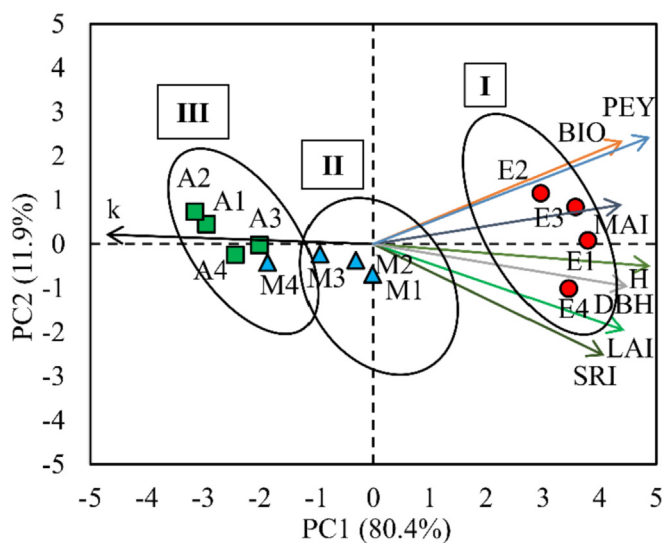 5
4
3
2
1
0
-1
-2
-3
-4
-5
PC2 (11.9%)
I
III
II
PEY
BIO
E2
A2
A1
k
A3
E3
MAI
A4
M4
M3
M2
E1
H
M1
E4
DBH
LAI
SRI
-5 -4 -3 -2 -1 0 1 2 3 4 5
PC1 (80.4%)